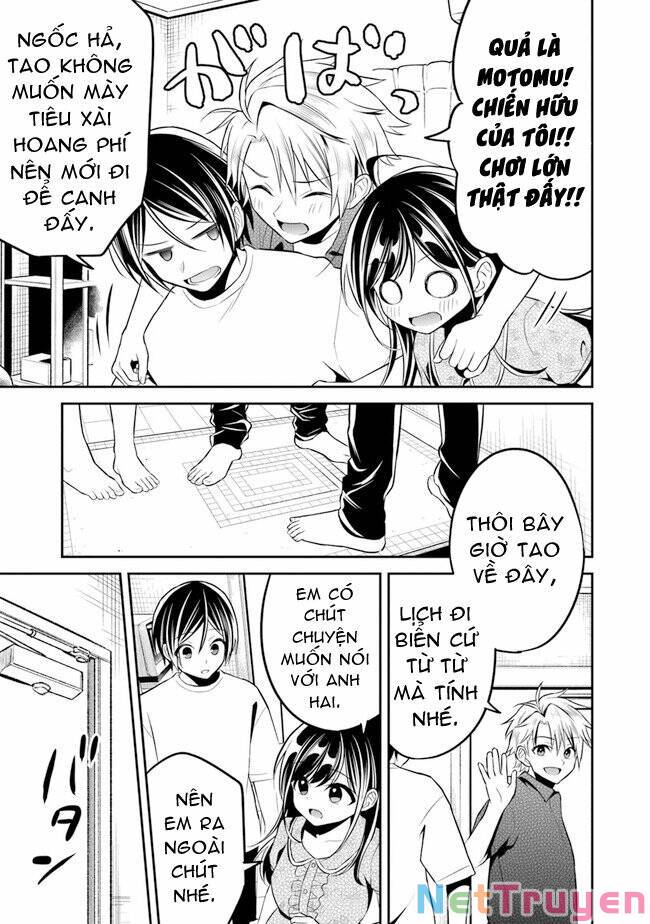 QUẢ LÀ
MOTOMU!
CHIẾN HỮU
CỦA TÔI!!
CHƠI LỚN
THẬT ĐẤY!!
がばっ
NGỐC HẢ,
TAO KHÔNG
MUỐN MÀY
TIÊU XÀI
HOANG PHÍ
NÊN MỚI ĐI
ĐỂ CANH
ĐẤY.
THÔI BÂY
GIỜ TAO
VỀ ĐÂY,
LỊCH ĐI
BIỂN CỨ
TỪ TỪ
MÀ TÍNH
NHÉ.
EM CÓ
CHÚT
CHUYỆN
MUỐN NÓI
VỚI ANH
HAI.
NÊN
EM RA
NGOÀI
CHÚT
NHÉ.
バタン
NetTruyen